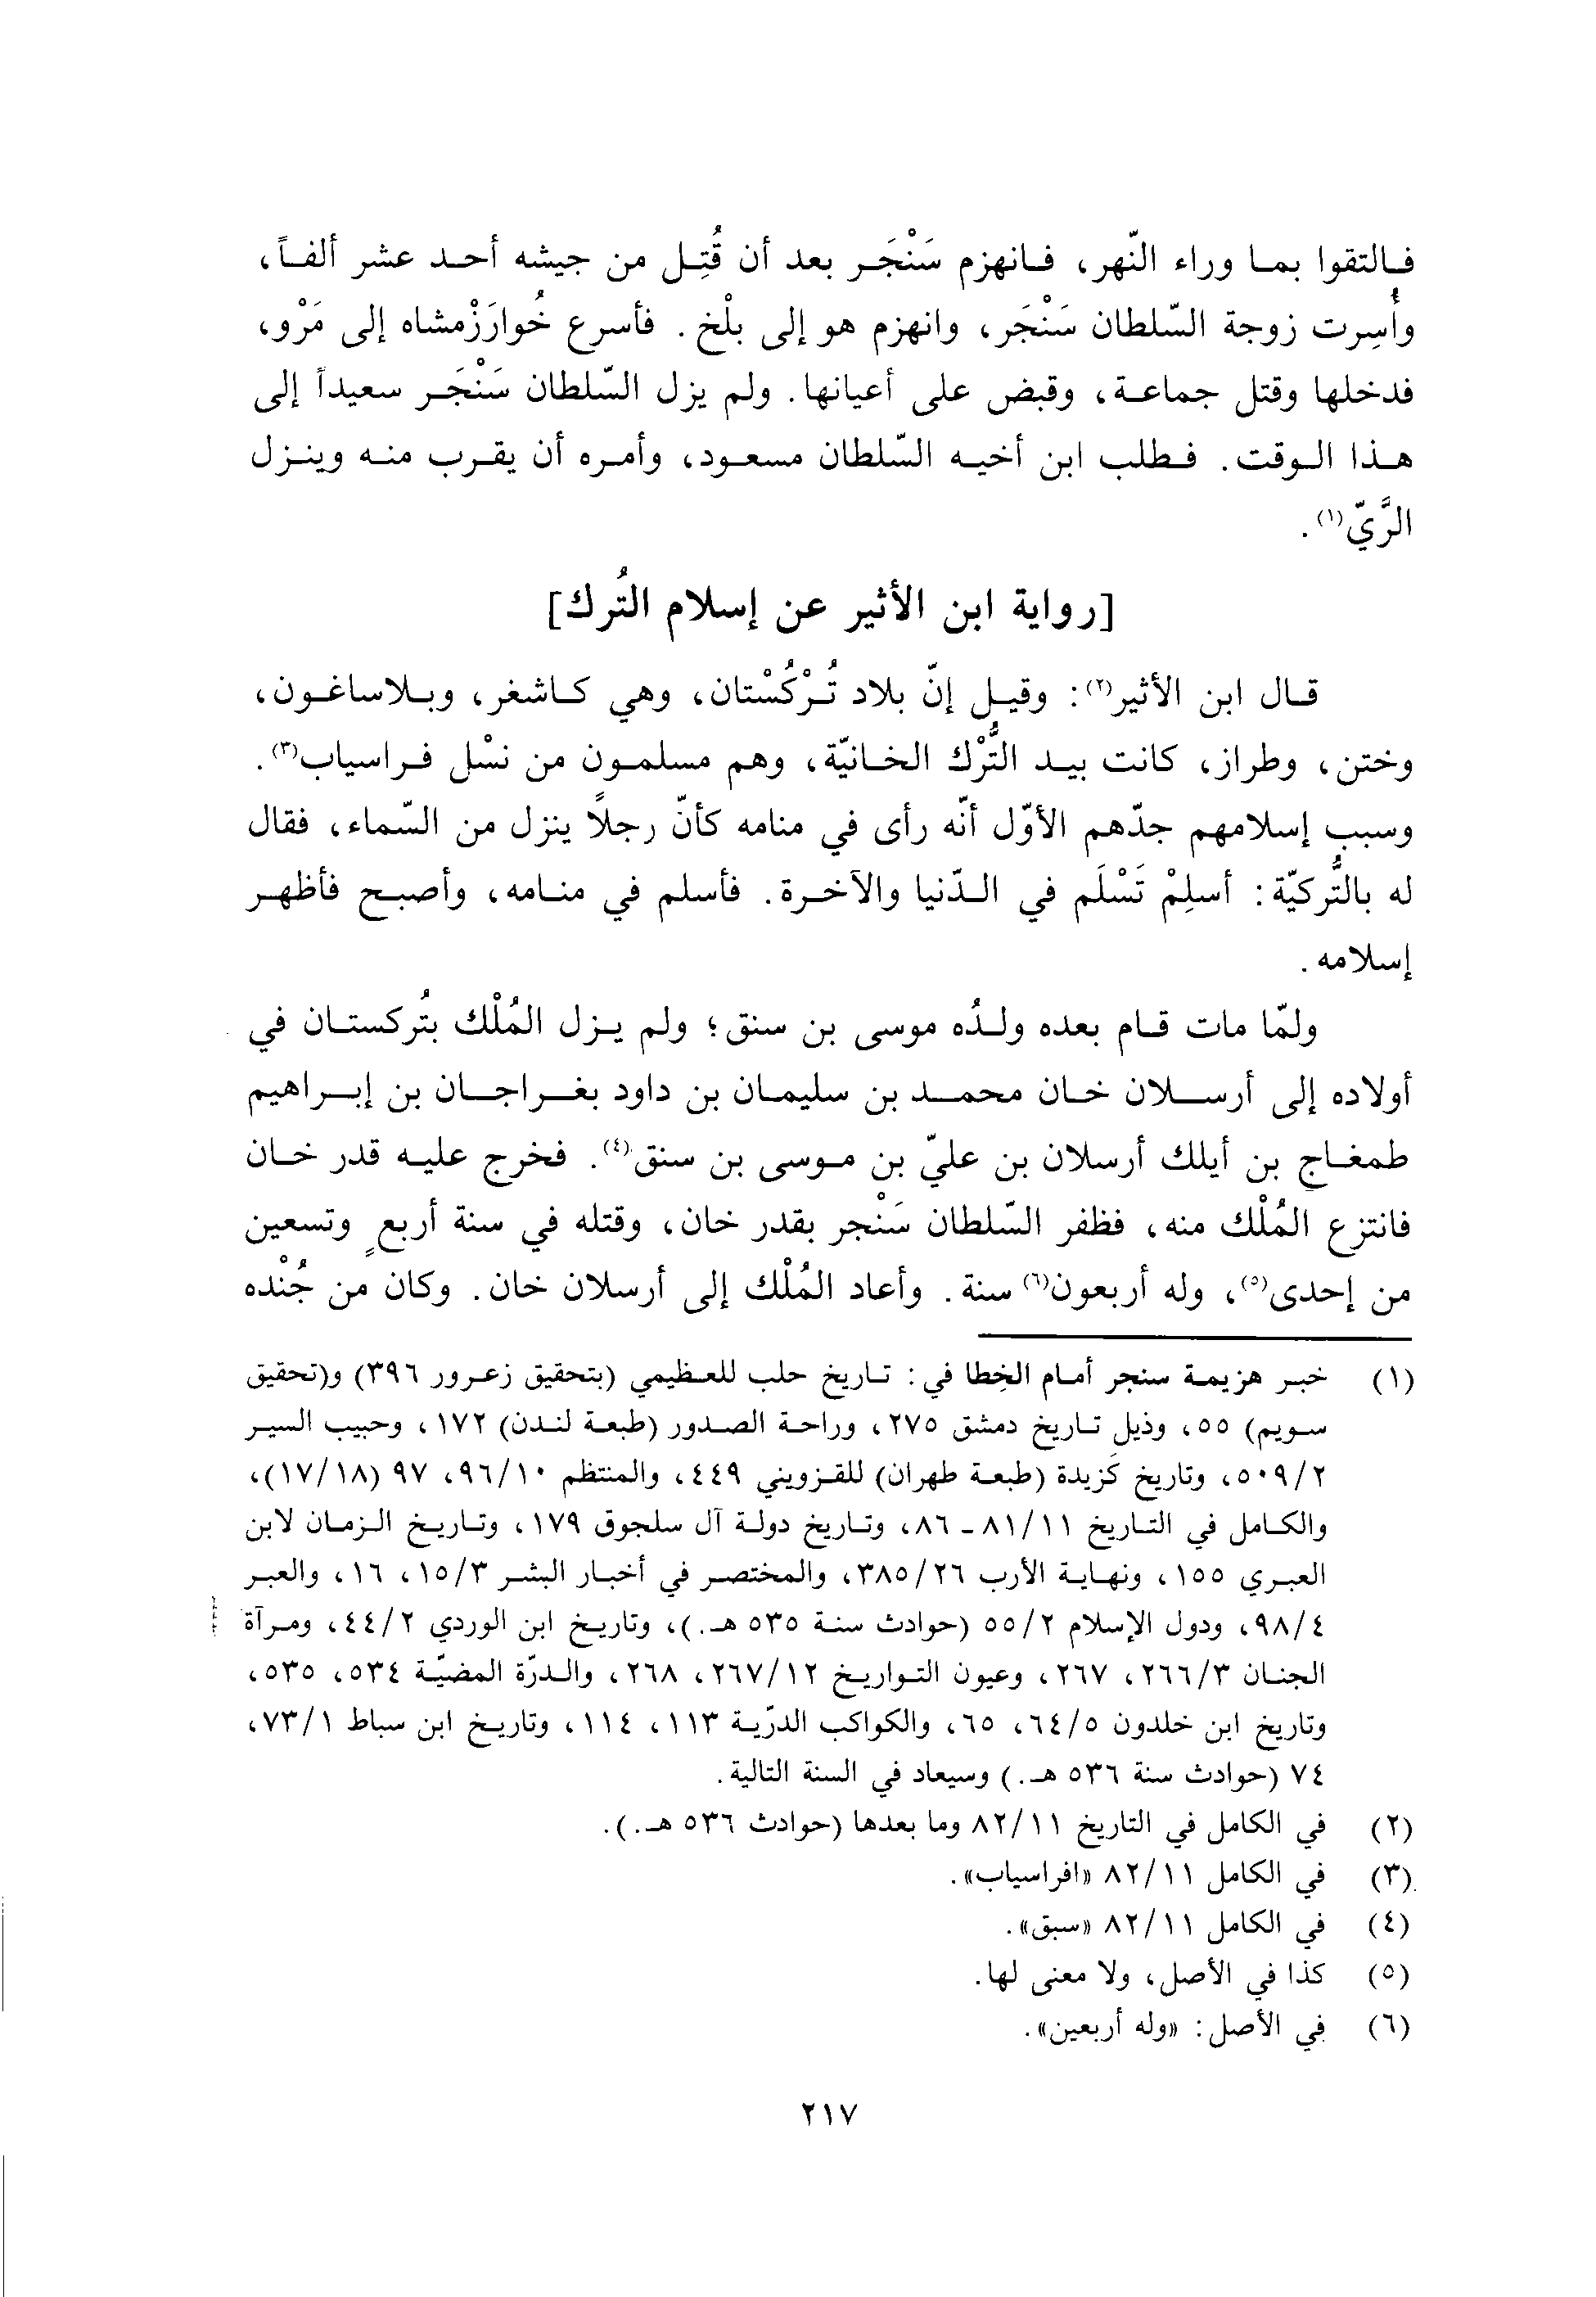 فالتقوا بما وراء النّهر، فانهزم سَنْجَر بعد أن قُتِل من جيشه أحد عشر ألفاً،
وأُسِرت زوجة السّلطان سَنْجَر، وانهزم هو إلى بلْخ. فأسرع خُوارَزْمشاه إلى مَرْو،
فدخلها وقتل جماعة، وقبض على أعيانها. ولم يزل السّلطان سَنْجَر سعيداً إلى
هذا الوقت. فطلب ابن أخيه السّلطان مسعود، وأمره أن يقرب منه وينزل
الرَّيّ(١).
[رواية ابن الأثير عن إسلام التُرك]
قال ابن الأثير(٢): وقيل إنّ بلاد تُرْكُسْتان، وهي كاشغر، وبلاساغون،
وختن، وطراز، كانت بيد التُّرْك الخانيّة، وهم مسلمون من نسْل فراسياب(٣).
وسبب إسلامهم جدّهم الأوّل أنّه رأى في منامه كأنّ رجلًا ينزل من السّماء، فقال
له بالتُّركيّة: أسلِمْ تَسْلَم في الدّنيا والآخرة. فأسلم في منامه، وأصبح فأظهر
إسلامه.
ولمّا مات قام بعده ولدُه موسى بن سنق؛ ولم يزل المُلْك بتُركستان في
أولاده إلى أرسلان خان محمد بن سليمان بن داود بغراجان بن إبراهيم
طمغاج بن أيلك أرسلان بن عليّ بن موسى بن سنق(٤). فخرج عليه قدر خان
فانتزع المُلْك منه، فظفر السّلطان سَنْجر بقدر خان، وقتله في سنة أربعٍ وتسعين
من إحدى(٥)، وله أربعون(٦) سنة. وأعاد المُلْك إلى أرسلان خان. وكان من جُنْده
(١) خبر هزيمة سنجر أمام الخِطا في: تاريخ حلب للعظيمي (بتحقيق زعرور ٣٩٦) و(تحقيق
سويم) ٥٥، وذيل تاريخ دمشق ٢٧٥، وراحة الصدور (طبعة لندن) ١٧٢، وحبيب السير
٥٠٩/٢، وتاريخ كَزيدة (طبعة طهران) للقزويني ٤٤٩، والمنتظم ٩٦/١٠، ٩٧ (١٧/١٨)،
والكامل في التاريخ ٨١/١١ - ٨٦، وتاريخ دولة آل سلجوق ١٧٩، وتاريخ الزمان لابن
العبري ١٥٥، ونهاية الأرب ٣٨٥/٢٦، والمختصر في أخبار البشر ١٥/٣، ١٦، والعبر
٩٨/٤، ودول الإسلام ٥٥/٢ (حوادث سنة ٥٣٥ هـ.)، وتاريخ ابن الوردي ٤٤/٢، ومرآة
الجنان ٢٦٦/٣، ٢٦٧، وعيون التواريخ ٢٦٧/١٢، ٢٦٨، والدرّة المضيّة ٥٣٤، ٥٣٥،
وتاريخ ابن خلدون ٦٤/٥، ٦٥، والكواكب الدرّية ١١٣، ١١٤، وتاريخ ابن سباط ٧٣/١،
٧٤ (حوادث سنة ٥٣٦ هـ.) وسيعاد في السنة التالية.
(٢) في الكامل في التاريخ ٨٢/١١ وما بعدها (حوادث ٥٣٦ هـ.).
(٣) في الكامل ٨٢/١١ «افراسياب».
(٤) في الكامل ٨٢/١١ «سبق».
(٥) كذا في الأصل، ولا معنى لها.
(٦) في الأصل: «وله أربعين».
٢١٧